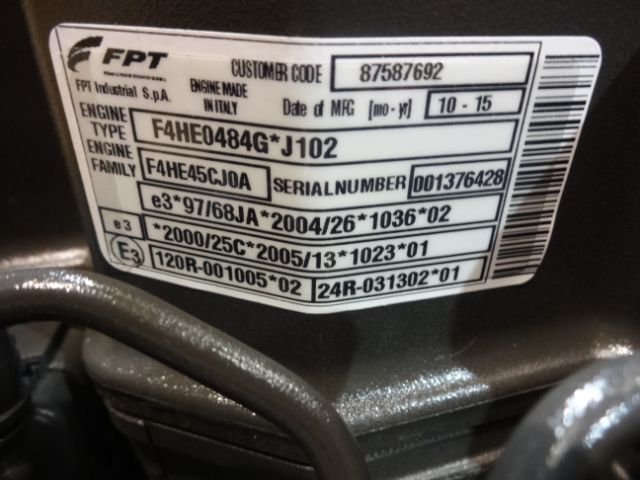 FPT
CUSTOMER CODE 87587692
FPT Industrial S.p.A. ENGINE MADE IN ITALY Date of MFG [mo-yr] 10 - 15
ENGINE TYPE F4HE0484G*J102
ENGINE FAMILY F4HE45CJ0A SERIALNUMBER 001376428
e3*97/68JA*2004/26*1036*02
e3 *2000/25C*2005/13*1023*01
E3 120R-001005*02 24R-031302*01